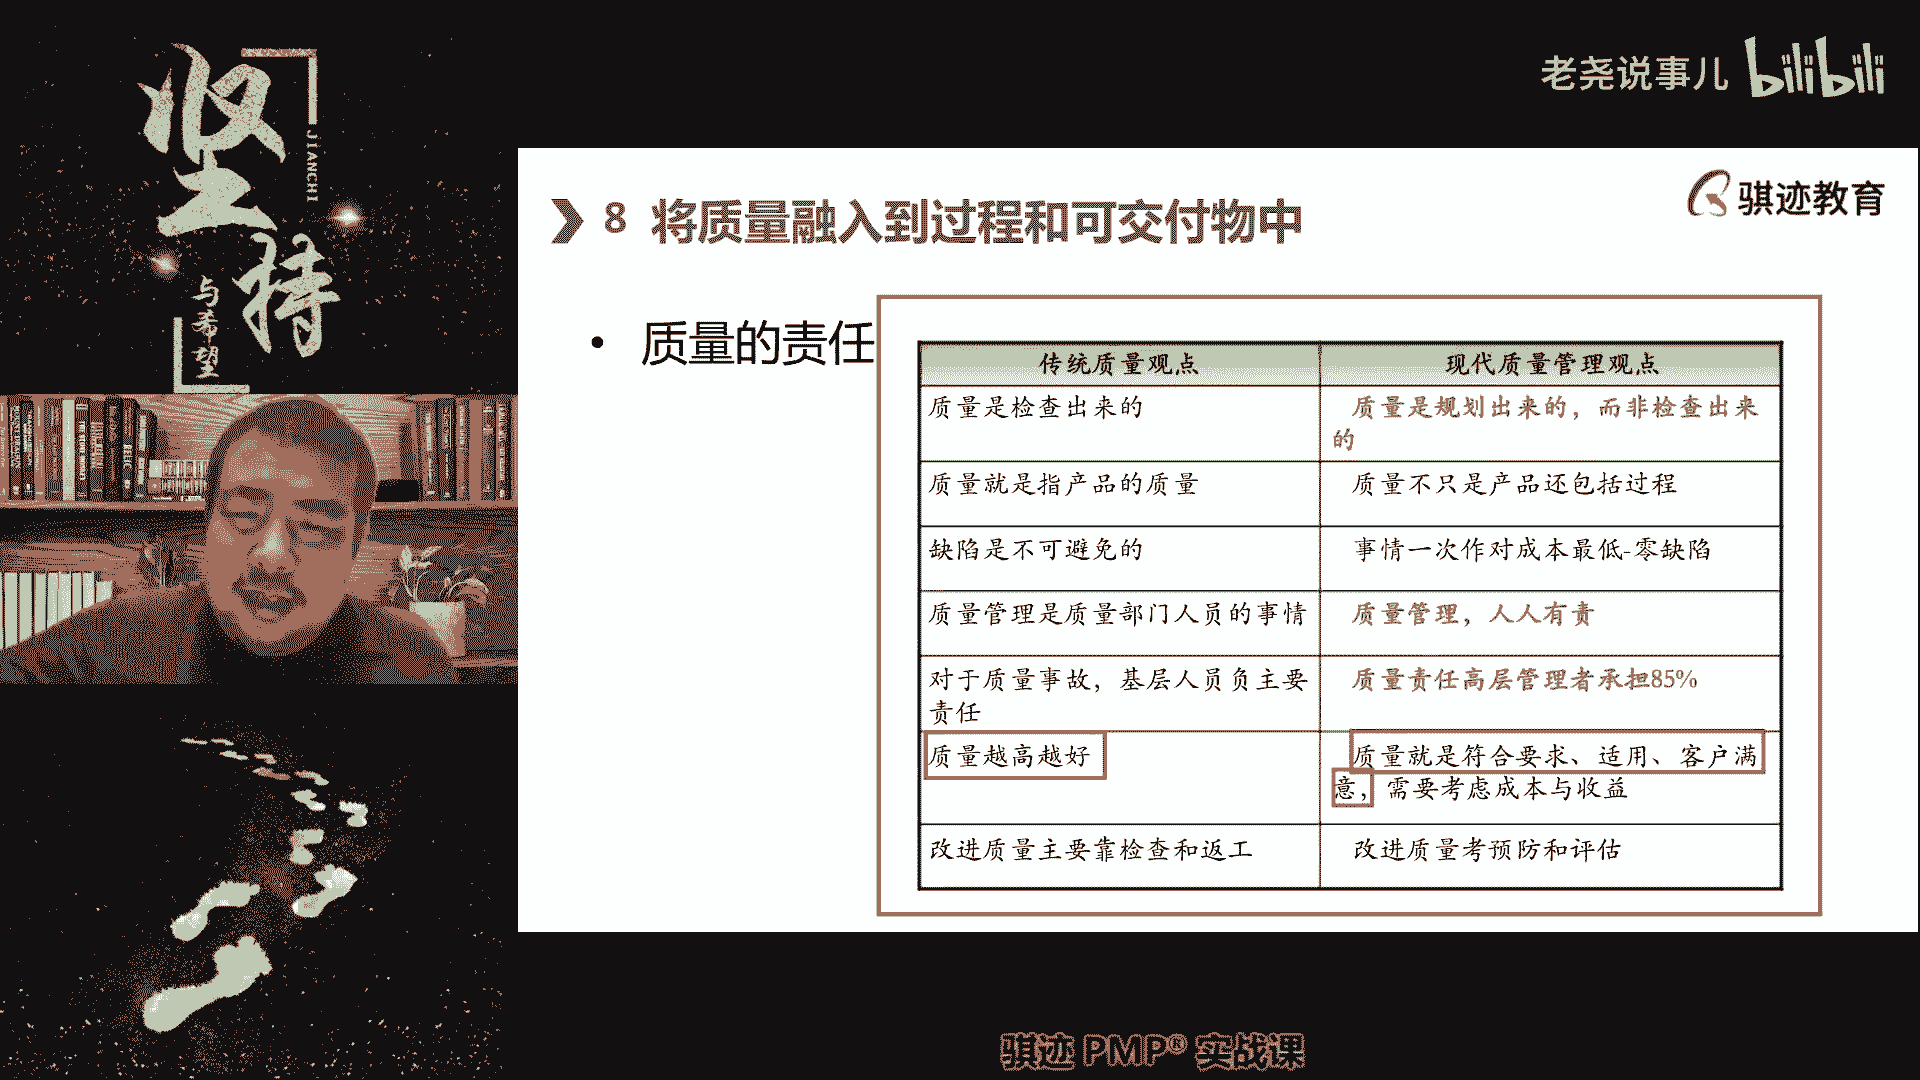 坚持
JIANCHI
与希望
老尧说事儿 bilibili
骐迹教育
8 将质量融入到过程和可交付物中
• 质量的责任
传统质量观点 现代质量管理观点
质量是检查出来的 质量是规划出来的，而非检查出来
的
质量就是指产品的质量 质量不只是产品还包括过程
缺陷是不可避免的 事情一次作对成本最低-零缺陷
质量管理是质量部门人员的事情 质量管理，人人有责
对于质量事故，基层人员负主要 质量责任高层管理者承担85%
责任
质量越高越好 质量就是符合要求、适用、客户满
意，需要考虑成本与收益
改进质量主要靠检查和返工 改进质量考预防和评估
骐迹 PMP® 实战课